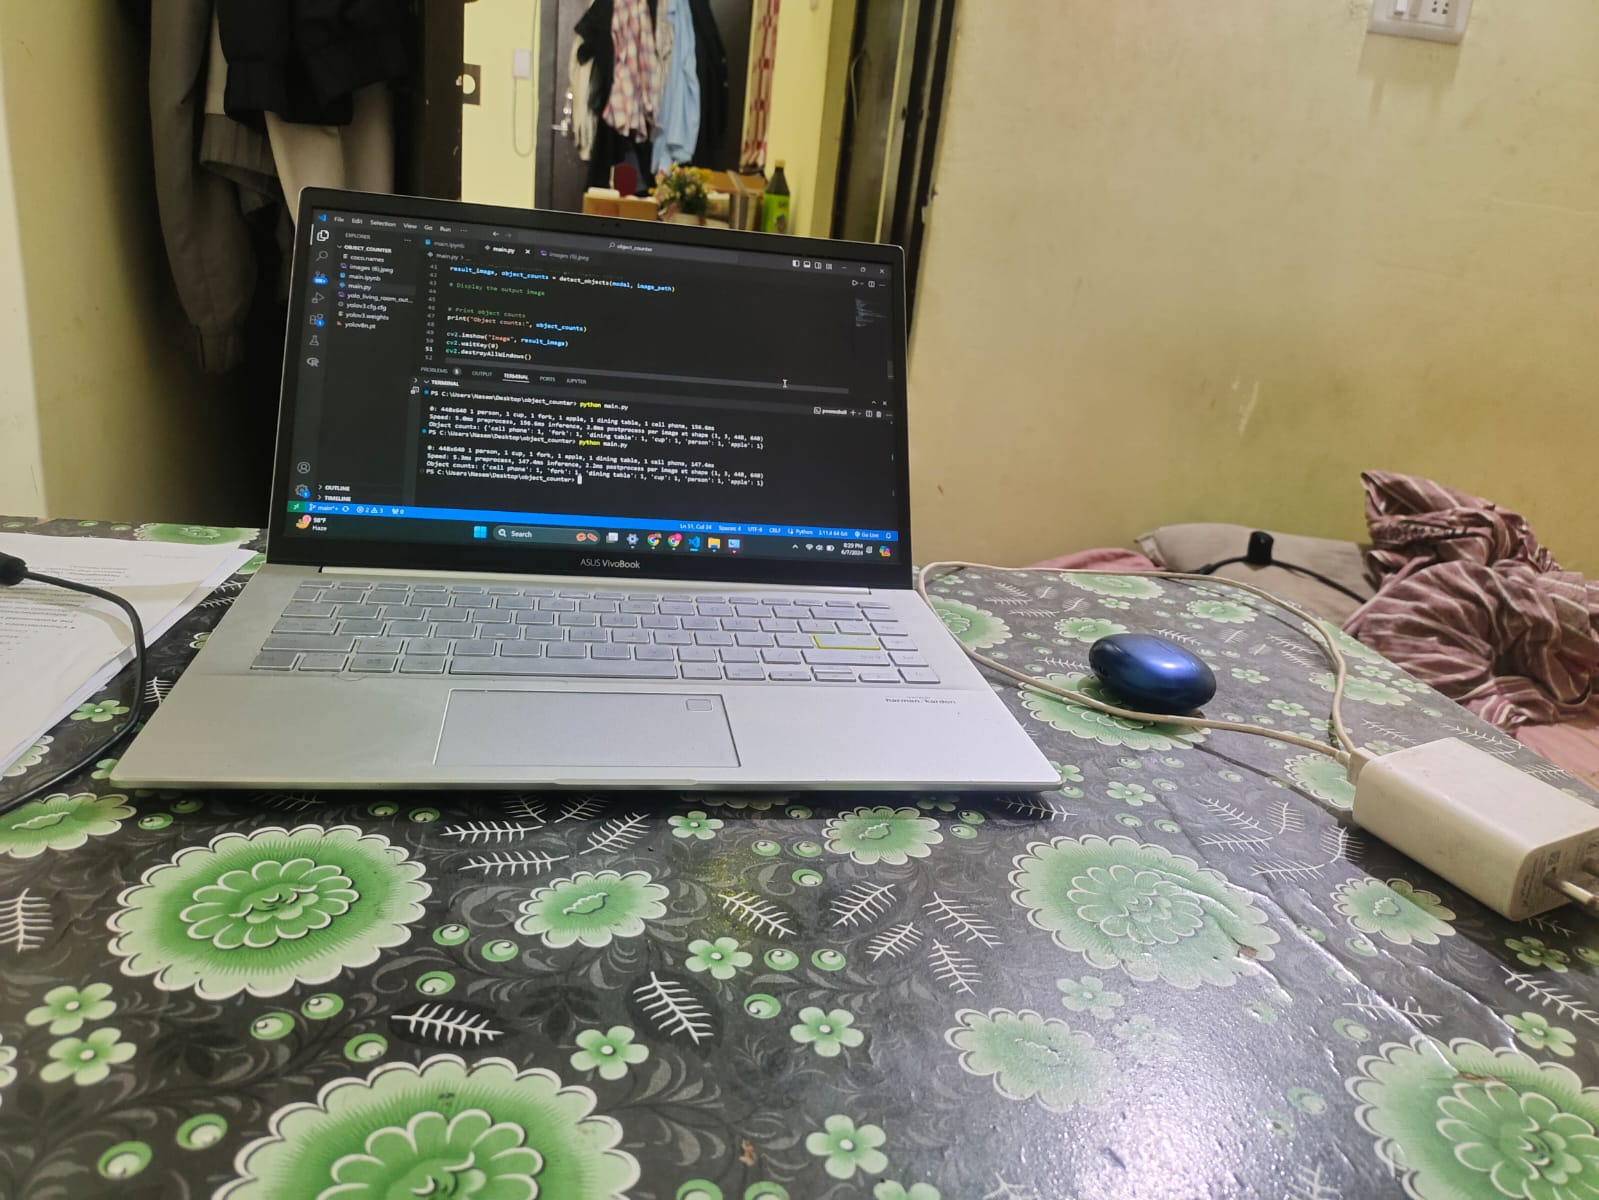 File Edit Selection View Go Run ...
object_counter
EXPLORER
OBJECT_COUNTER
coco.names
images (6).jpeg
main.ipynb
main.py
yolo_living_room_out...
yolov3.cfg.cfg
yolov3.weights
yolov8n.pt
OUTLINE
TIMELINE
main.ipynb main.py images (6).jpeg
main.py > ...
41
42 result_image, object_counts = detect_objects(model, image_path)
43
44 # Display the output image
45
46
47 # Print object counts
48 print("Object counts:", object_counts)
49 cv2.imshow("Image", result_image)
50 cv2.waitKey(0)
51 cv2.destroyAllWindows()
52
PROBLEMS 5 OUTPUT TERMINAL PORTS JUPYTER
TERMINAL
powershell
PS C:\Users\Nasem\Desktop\object_counter> python main.py
0: 448x640 1 person, 1 cup, 1 fork, 1 apple, 1 dining table, 1 cell phone, 156.6ms
Speed: 5.0ms preprocess, 156.6ms inference, 2.0ms postprocess per image at shape (1, 3, 448, 640)
Object counts: {'cell phone': 1, 'fork': 1, 'dining table': 1, 'cup': 1, 'person': 1, 'apple': 1}
PS C:\Users\Nasem\Desktop\object_counter> python main.py
0: 448x640 1 person, 1 cup, 1 fork, 1 apple, 1 dining table, 1 cell phone, 147.4ms
Speed: 5.3ms preprocess, 147.4ms inference, 2.2ms postprocess per image at shape (1, 3, 448, 640)
Object counts: {'cell phone': 1, 'fork': 1, 'dining table': 1, 'cup': 1, 'person': 1, 'apple': 1}
PS C:\Users\Nasem\Desktop\object_counter>
main*+ 2 3 0 Ln 51, Col 24 Spaces: 4 UTF-8 CRLF Python 3.11.4 64-bit Go Live
98°F
Haze
Search
8:29 PM
6/7/2024
ASUS VivoBook
harman/kardon